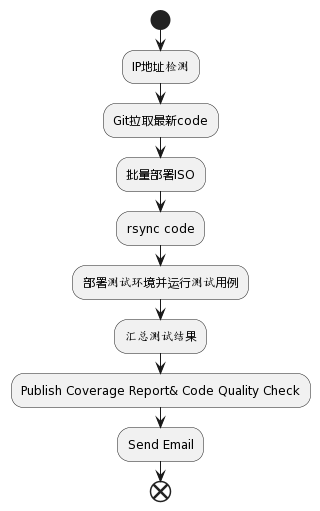 IP地址检测
Git拉取最新code
批量部署ISO
rsync code
部署测试环境并运行测试用例
汇总测试结果
Publish Coverage Report& Code Quality Check
Send Email